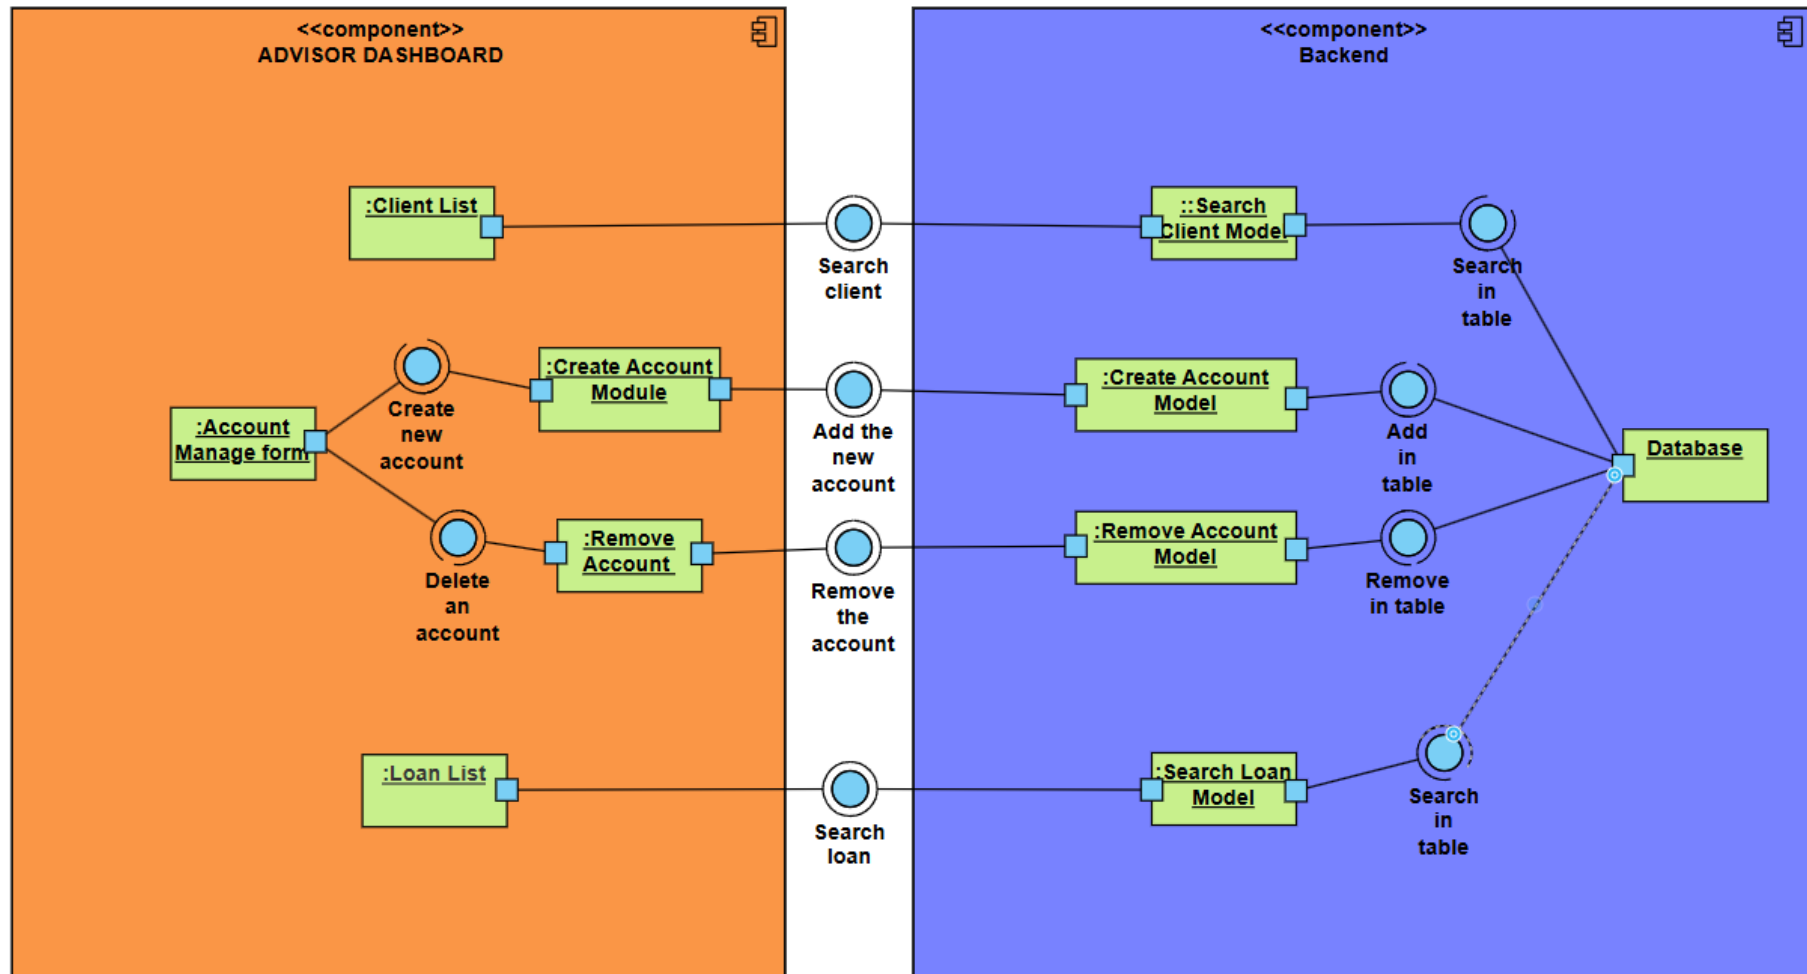 <<component>>
ADVISOR DASHBOARD
<<component>>
Backend
:Client List
Search
client
::Search
Client Model
Search
in
table
:Account
Manage form
Create
new
account
:Create Account
Module
Add the
new
account
:Create Account
Model
Add
in
table
Database
Delete
an
account
:Remove
Account
Remove
the
account
:Remove Account
Model
Remove
in table
:Loan List
Search
loan
:Search Loan
Model
Search
in
table